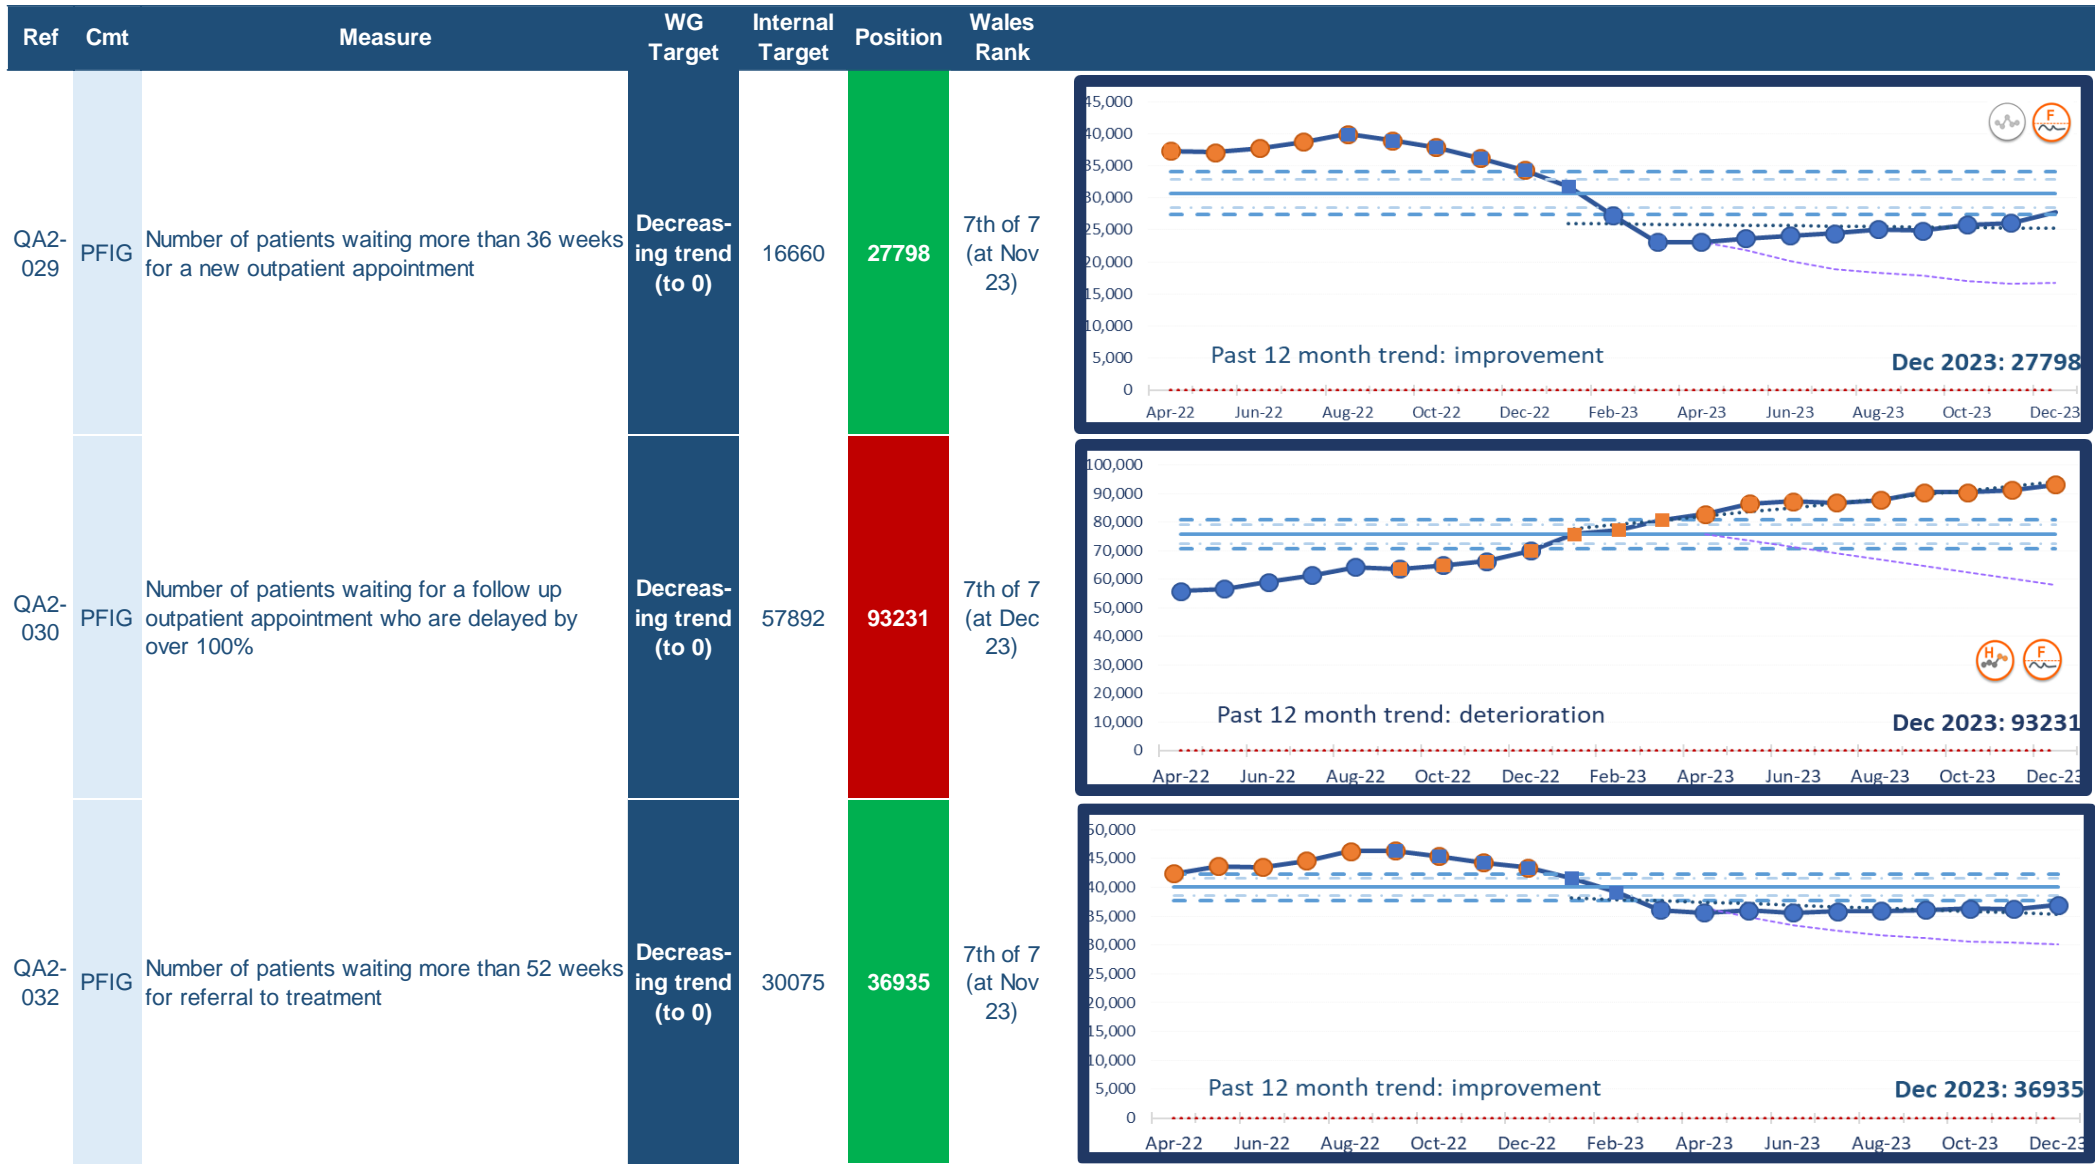 Ref Cmt Measure WG Target Internal Target Position Wales Rank
QA2-029 PFIG Number of patients waiting more than 36 weeks for a new outpatient appointment Decreas-ing trend (to 0) 16660 27798 7th of 7 (at Nov 23)
45,000
40,000
35,000
30,000
25,000
20,000
15,000
10,000
5,000
0
F
Past 12 month trend: improvement
Dec 2023: 27798
Apr-22 Jun-22 Aug-22 Oct-22 Dec-22 Feb-23 Apr-23 Jun-23 Aug-23 Oct-23 Dec-23
QA2-030 PFIG Number of patients waiting for a follow up outpatient appointment who are delayed by over 100% Decreas-ing trend (to 0) 57892 93231 7th of 7 (at Dec 23)
100,000
90,000
80,000
70,000
60,000
50,000
40,000
30,000
20,000
10,000
0
H F
Past 12 month trend: deterioration
Dec 2023: 93231
Apr-22 Jun-22 Aug-22 Oct-22 Dec-22 Feb-23 Apr-23 Jun-23 Aug-23 Oct-23 Dec-23
QA2-032 PFIG Number of patients waiting more than 52 weeks for referral to treatment Decreas-ing trend (to 0) 30075 36935 7th of 7 (at Nov 23)
50,000
45,000
40,000
35,000
30,000
25,000
20,000
15,000
10,000
5,000
0
Past 12 month trend: improvement
Dec 2023: 36935
Apr-22 Jun-22 Aug-22 Oct-22 Dec-22 Feb-23 Apr-23 Jun-23 Aug-23 Oct-23 Dec-23